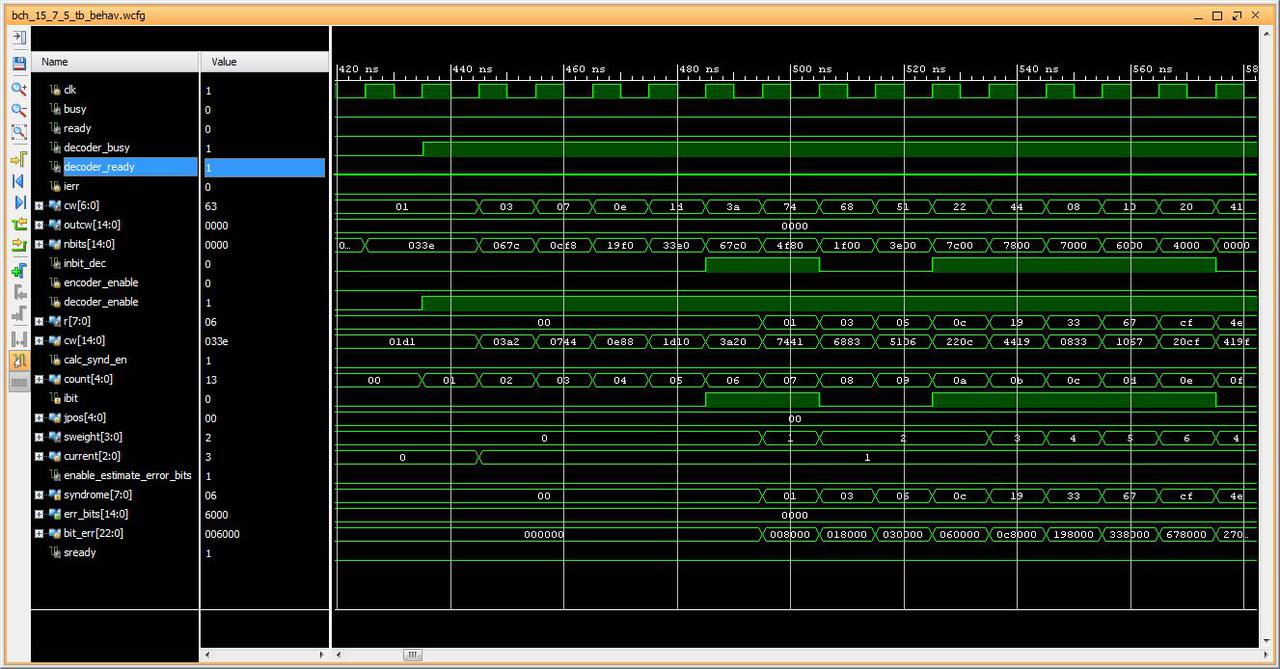 bch_15_7_5_tb_behav.wcfg
Name Value
420 ns 440 ns 460 ns 480 ns 500 ns 520 ns 540 ns 560 ns 58
clk 1
busy 0
ready 0
decoder_busy 1
decoder_ready 1
ierr 0
cw[6:0] 63 01 03 07 0e 1d 3a 74 68 51 22 44 08 10 20 41
outcw[14:0] 0000 0000
nbits[14:0] 0000 0... 033e 067c 0cf8 19f0 33e0 67c0 4f80 1f00 3e00 7c00 7800 7000 6000 4000 0000
inbit_dec 0
encoder_enable 0
decoder_enable 1
r[7:0] 06 00 01 03 06 0c 19 33 67 cf 4e
cw[14:0] 033e 01d1 03a2 0744 0e88 1d10 3a20 7441 6883 5106 220c 4419 0833 1067 20cf 419f
calc_synd_en 1
count[4:0] 13 00 01 02 03 04 05 06 07 08 09 0a 0b 0c 0d 0e 0f
ibit 0
jpos[4:0] 00 00
sweight[3:0] 2 0 1 2 3 4 5 6 4
current[2:0] 3 0 1
enable_estimate_error_bits 1
syndrome[7:0] 06 00 01 03 06 0c 19 33 67 cf 4e
err_bits[14:0] 6000 0000
bit_err[22:0] 006000 000000 008000 018000 030000 060000 0c8000 198000 338000 678000 270...
sready 1